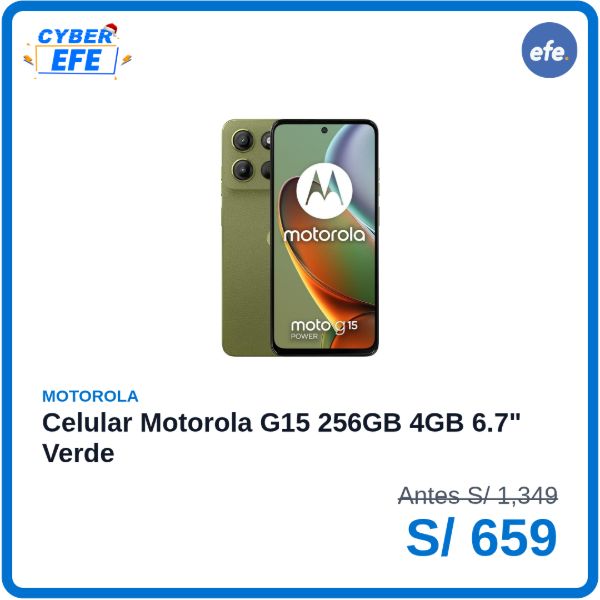 CYBER
EFE
efe.
motorola
moto g15
POWER
MOTOROLA
Celular Motorola G15 256GB 4GB 6.7"
Verde
Antes S/ 1,349
S/ 659